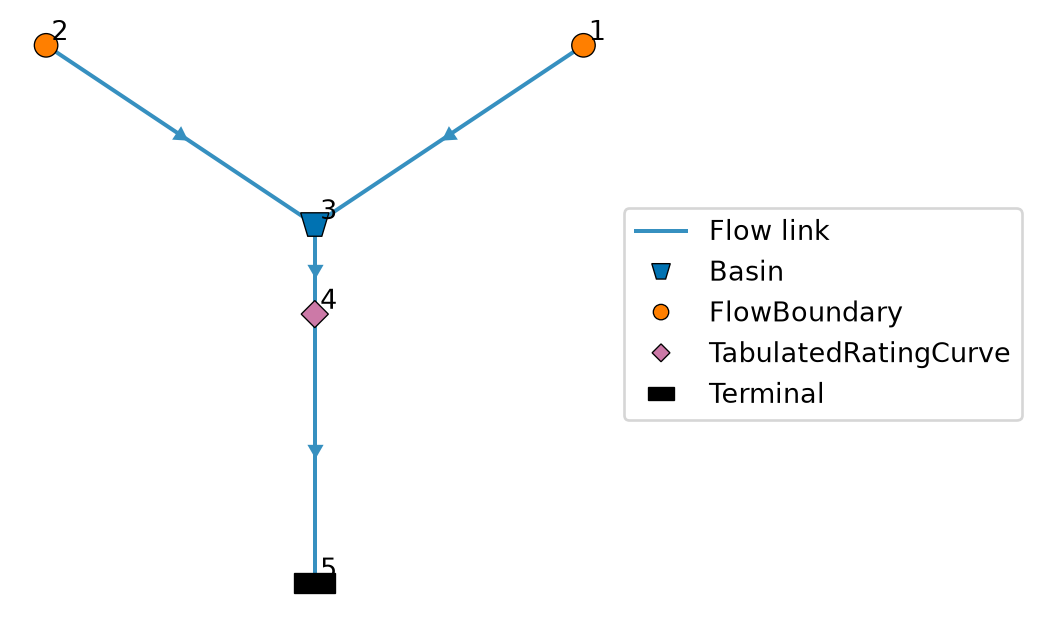 2
1
3
4
5
Flow link
Basin
FlowBoundary
TabulatedRatingCurve
Terminal